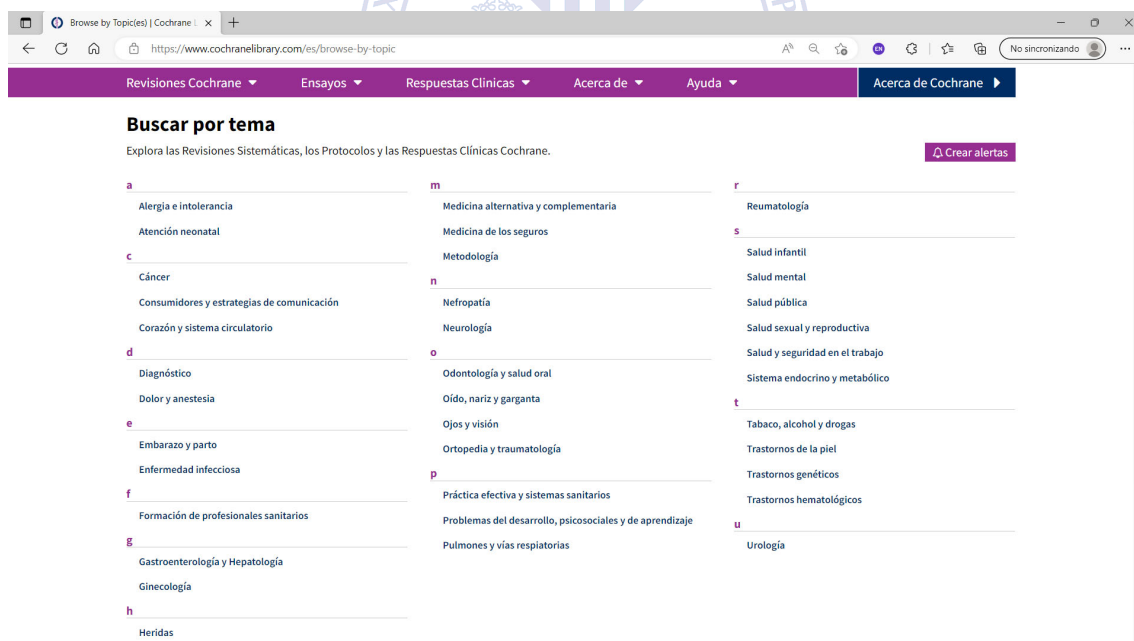 Browse by Topic(es) | Cochrane L
https://www.cochranelibrary.com/es/browse-by-topic
No sincronizando
Revisiones Cochrane
Ensayos
Respuestas Clínicas
Acerca de
Ayuda
Acerca de Cochrane
Buscar por tema
Explora las Revisiones Sistemáticas, los Protocolos y las Respuestas Clínicas Cochrane.
Crear alertas
a
Alergia e intolerancia
Atención neonatal
c
Cáncer
Consumidores y estrategias de comunicación
Corazón y sistema circulatorio
d
Diagnóstico
Dolor y anestesia
e
Embarazo y parto
Enfermedad infecciosa
f
Formación de profesionales sanitarios
g
Gastroenterología y Hepatología
Ginecología
h
Heridas
m
Medicina alternativa y complementaria
Medicina de los seguros
Metodología
n
Nefropatía
Neurología
o
Odontología y salud oral
Oído, nariz y garganta
Ojos y visión
Ortopedia y traumatología
p
Práctica efectiva y sistemas sanitarios
Problemas del desarrollo, psicosociales y de aprendizaje
Pulmones y vías respiatorias
r
Reumatología
s
Salud infantil
Salud mental
Salud pública
Salud sexual y reproductiva
Salud y seguridad en el trabajo
Sistema endocrino y metabólico
t
Tabaco, alcohol y drogas
Trastornos de la piel
Trastornos genéticos
Trastornos hematológicos
u
Urología